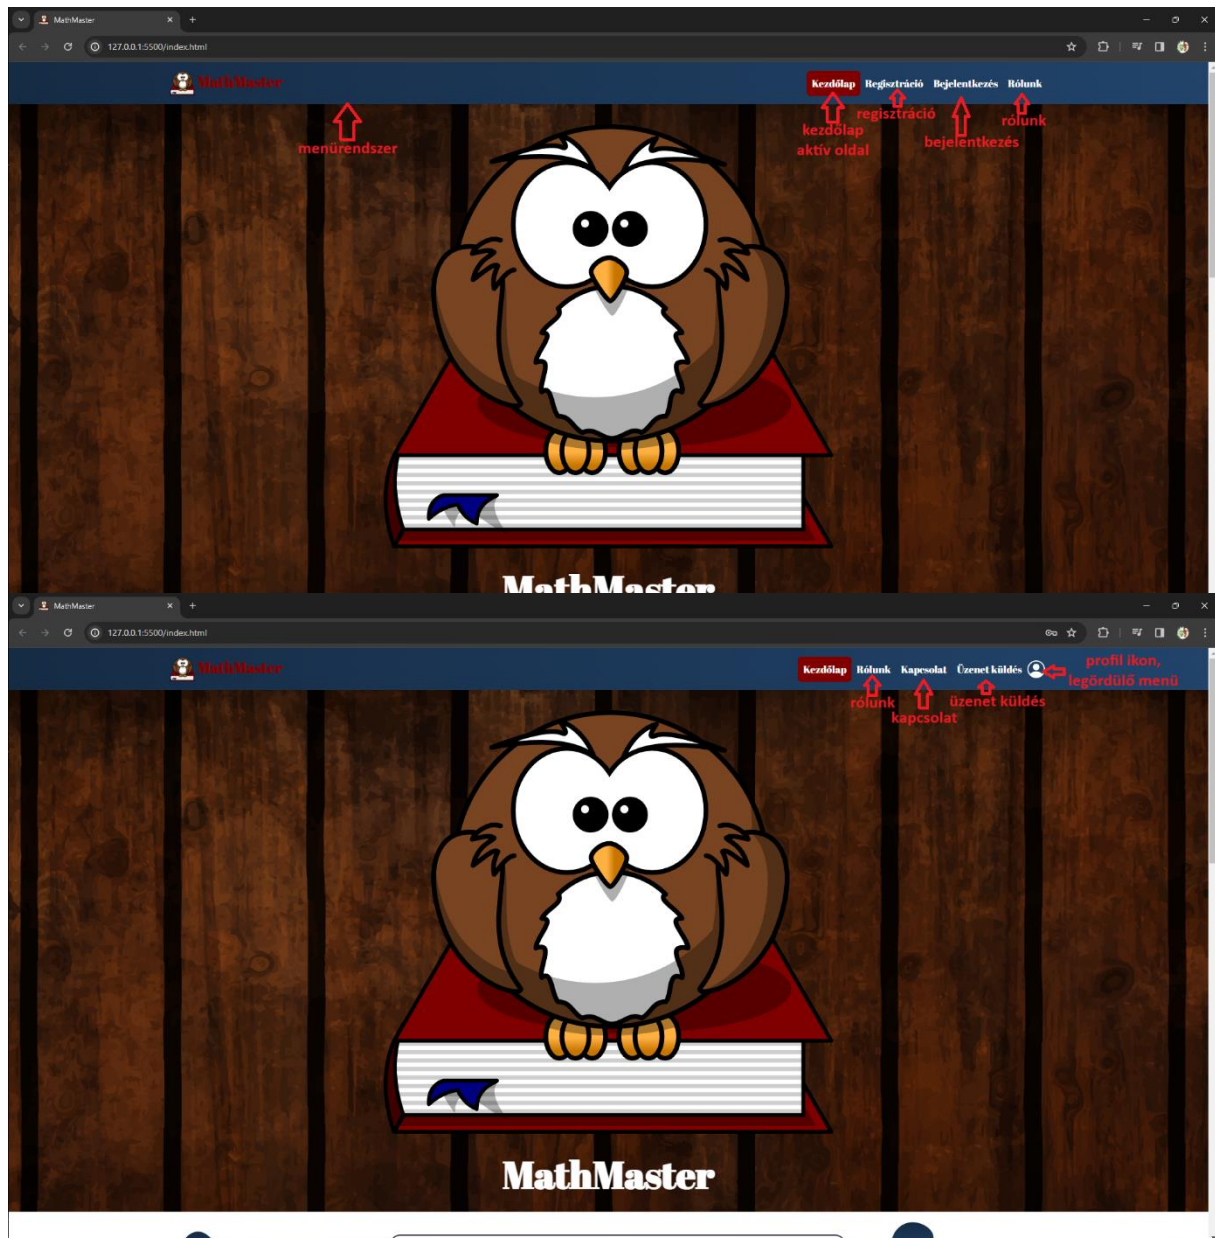 MathMaster
127.0.0.1:5500/index.html
MathMaster Kezdőlap Regisztráció Bejelentkezés Rólunk
menürendszer
kezdőlap
aktív oldal
regisztráció
bejelentkezés
rólunk
MathMaster
MathMaster
127.0.0.1:5500/index.html
MathMaster Kezdőlap Rólunk Kapcsolat Üzenet küldés
profil ikon,
legördülő menü
rólunk
kapcsolat
üzenet küldés
MathMaster